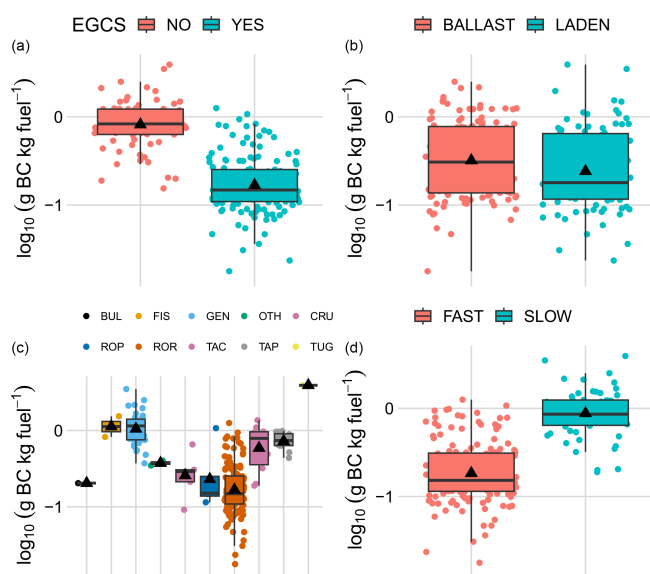 EGCS NO YES
BALLAST LADEN
(a)
(b)
log₁₀ (g BC kg fuel⁻¹)
0
−1
log₁₀ (g BC kg fuel⁻¹)
0
−1
BUL FIS GEN OTH CRU
ROP ROR TAC TAP TUG
FAST SLOW
(c)
(d)
log₁₀ (g BC kg fuel⁻¹)
0
−1
log₁₀ (g BC kg fuel⁻¹)
0
−1